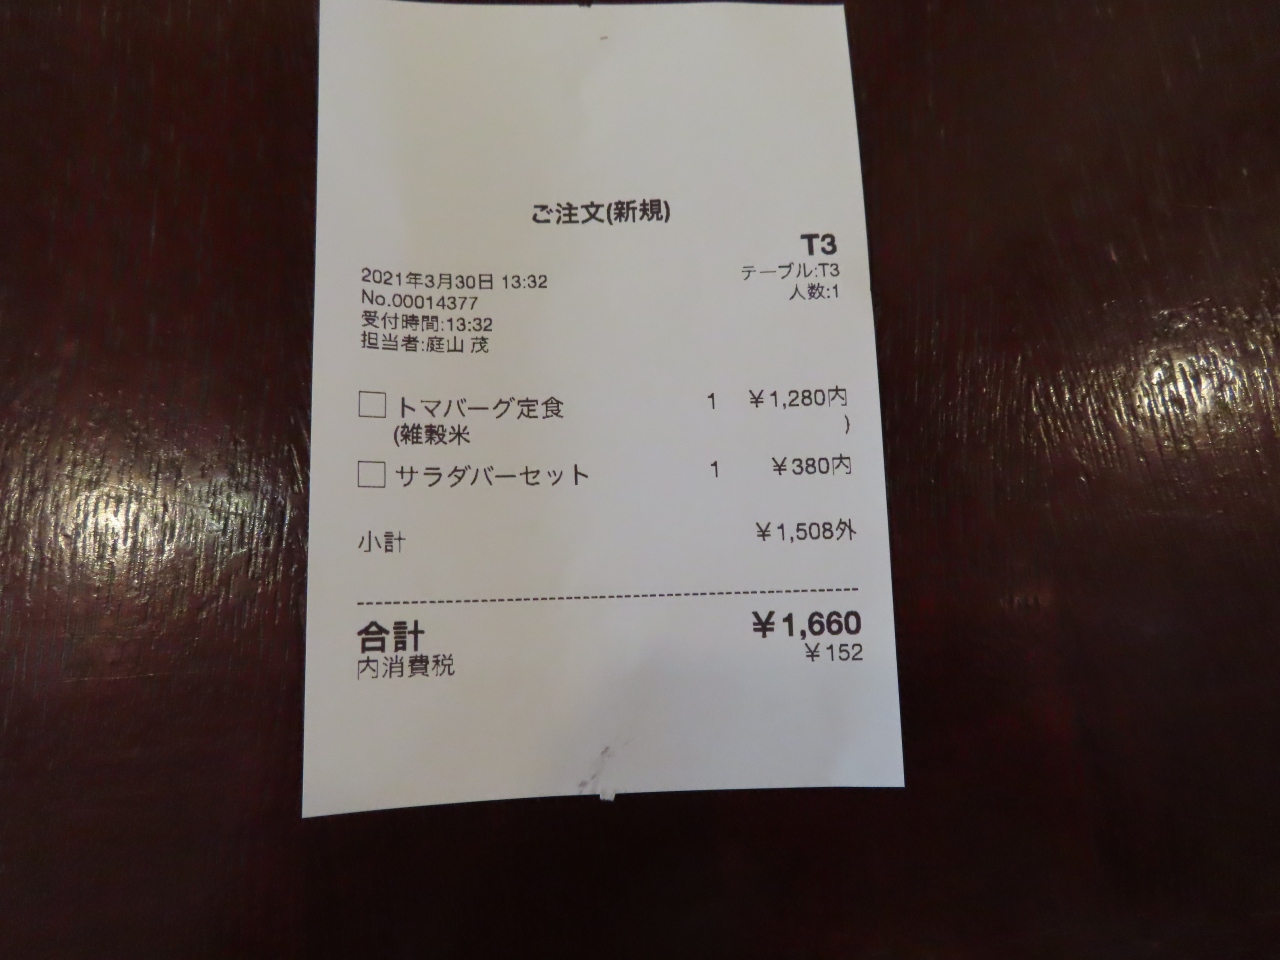 ご注文(新規)
T3
2021年3月30日 13:32
テーブル:T3
No.00014377
人数:1
受付時間:13:32
担当者:庭山 茂
トマバーグ定食 1 ¥1,280内
(雑穀米 )
サラダバーセット 1 ¥380内
小計 ¥1,508外
合計 ¥1,660
内消費税 ¥152